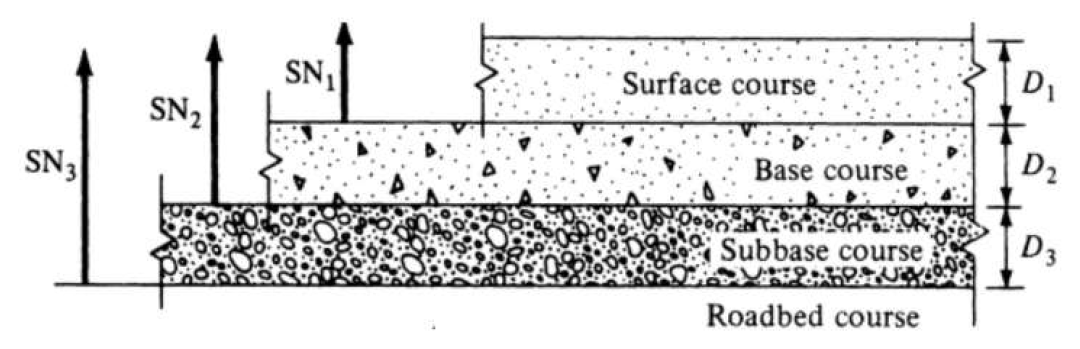 SN1
Surface course
D1
SN2
SN3
Base course
D2
Subbase course
D3
Roadbed course